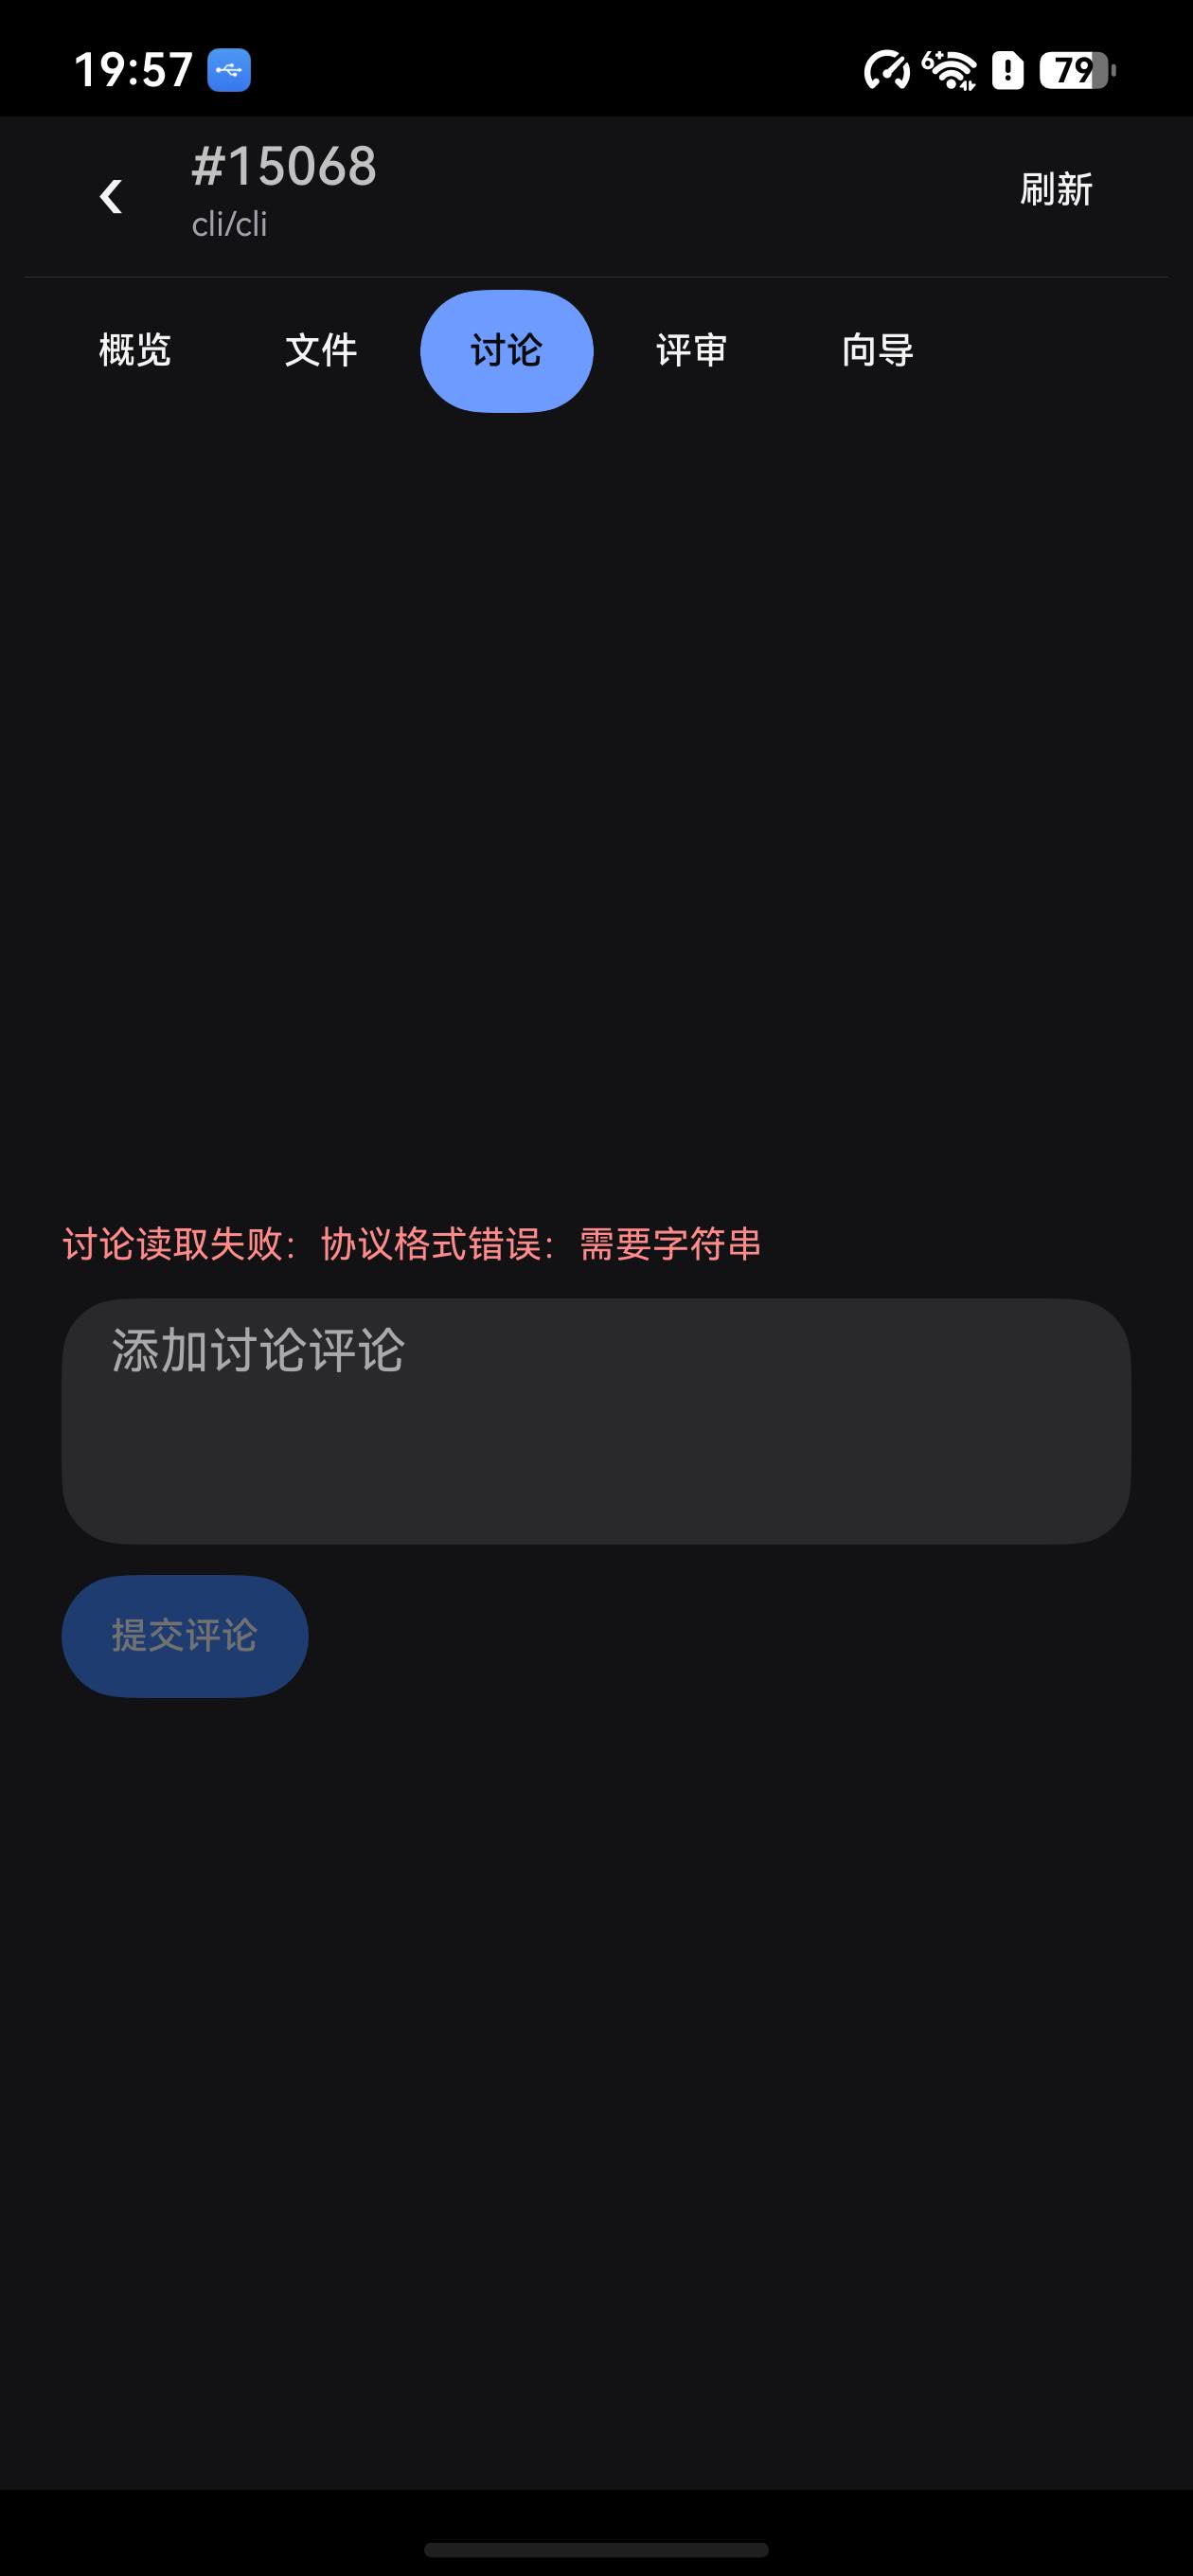 19:57
6+
79
#15068
cli/cli
刷新
概览 文件 讨论 评审 向导
讨论读取失败：协议格式错误：需要字符串
添加讨论评论
提交评论